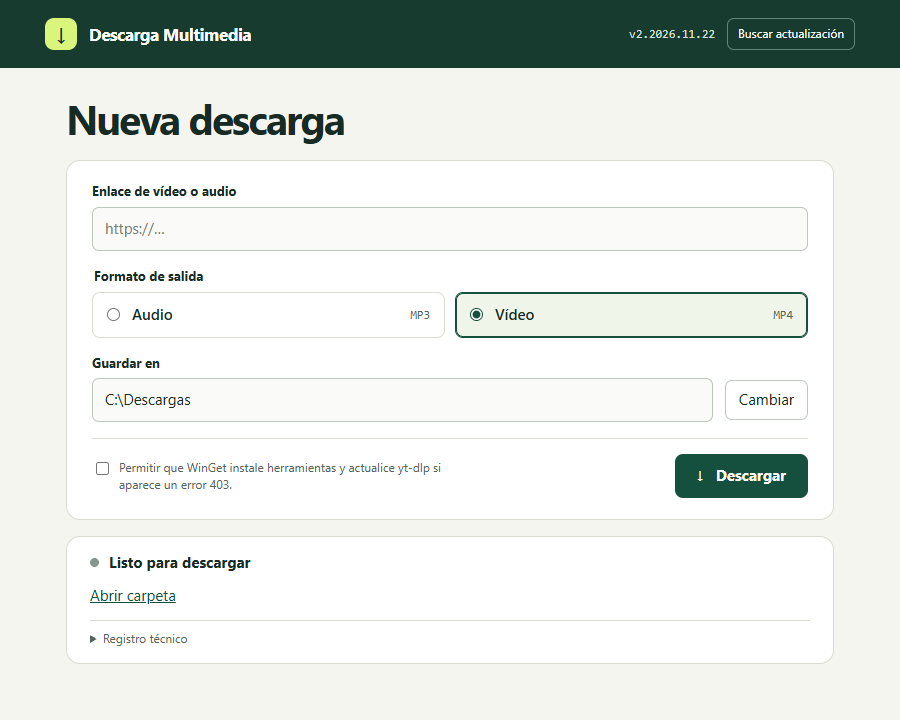 ↓ Descarga Multimedia
v2.2026.11.22
Buscar actualización
Nueva descarga
Enlace de vídeo o audio
https://...
Formato de salida
Audio MP3
Vídeo MP4
Guardar en
C:\Descargas
Cambiar
Permitir que WinGet instale herramientas y actualice yt-dlp si
aparece un error 403.
↓ Descargar
Listo para descargar
Abrir carpeta
Registro técnico